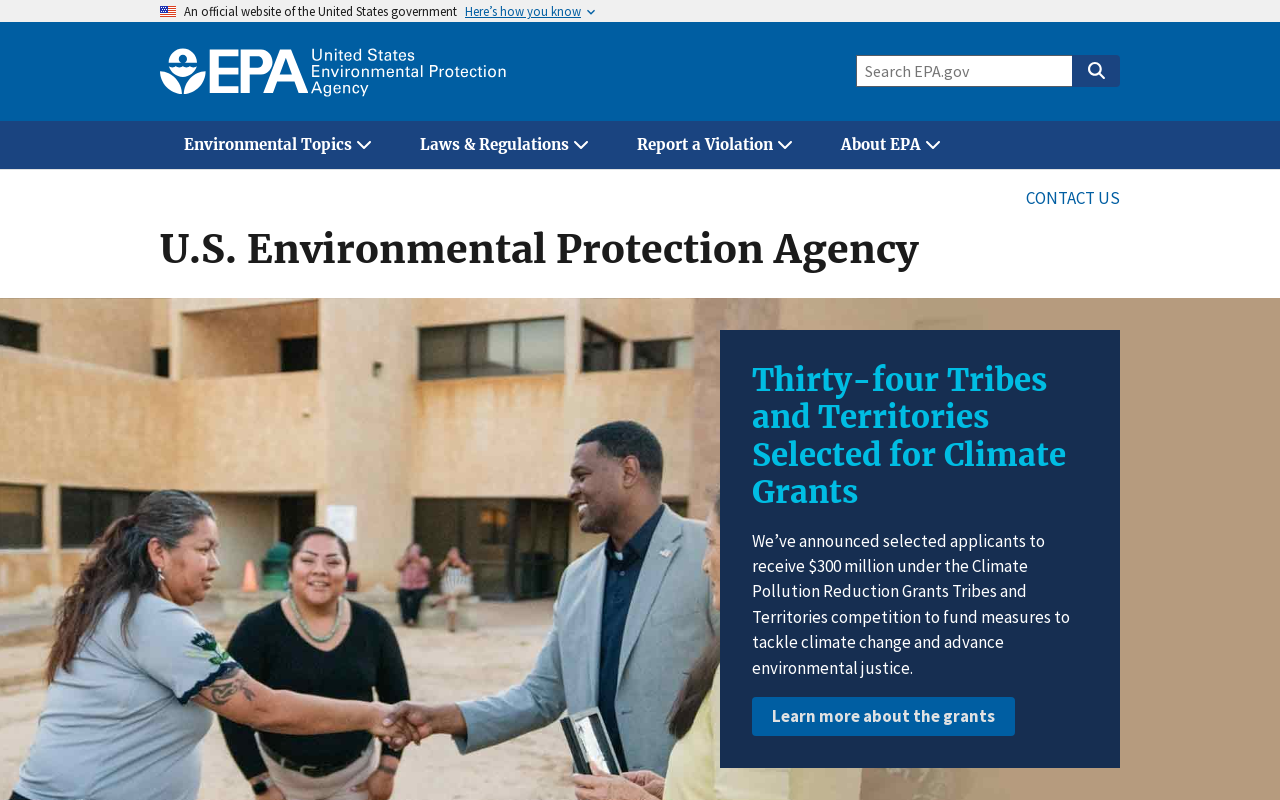 An official website of the United States government Here’s how you know
EPA United States
Environmental Protection
Agency
Search EPA.gov
Environmental Topics Laws & Regulations Report a Violation About EPA
CONTACT US
U.S. Environmental Protection Agency
Thirty-four Tribes
and Territories
Selected for Climate
Grants
We’ve announced selected applicants to
receive $300 million under the Climate
Pollution Reduction Grants Tribes and
Territories competition to fund measures to
tackle climate change and advance
environmental justice.
Learn more about the grants